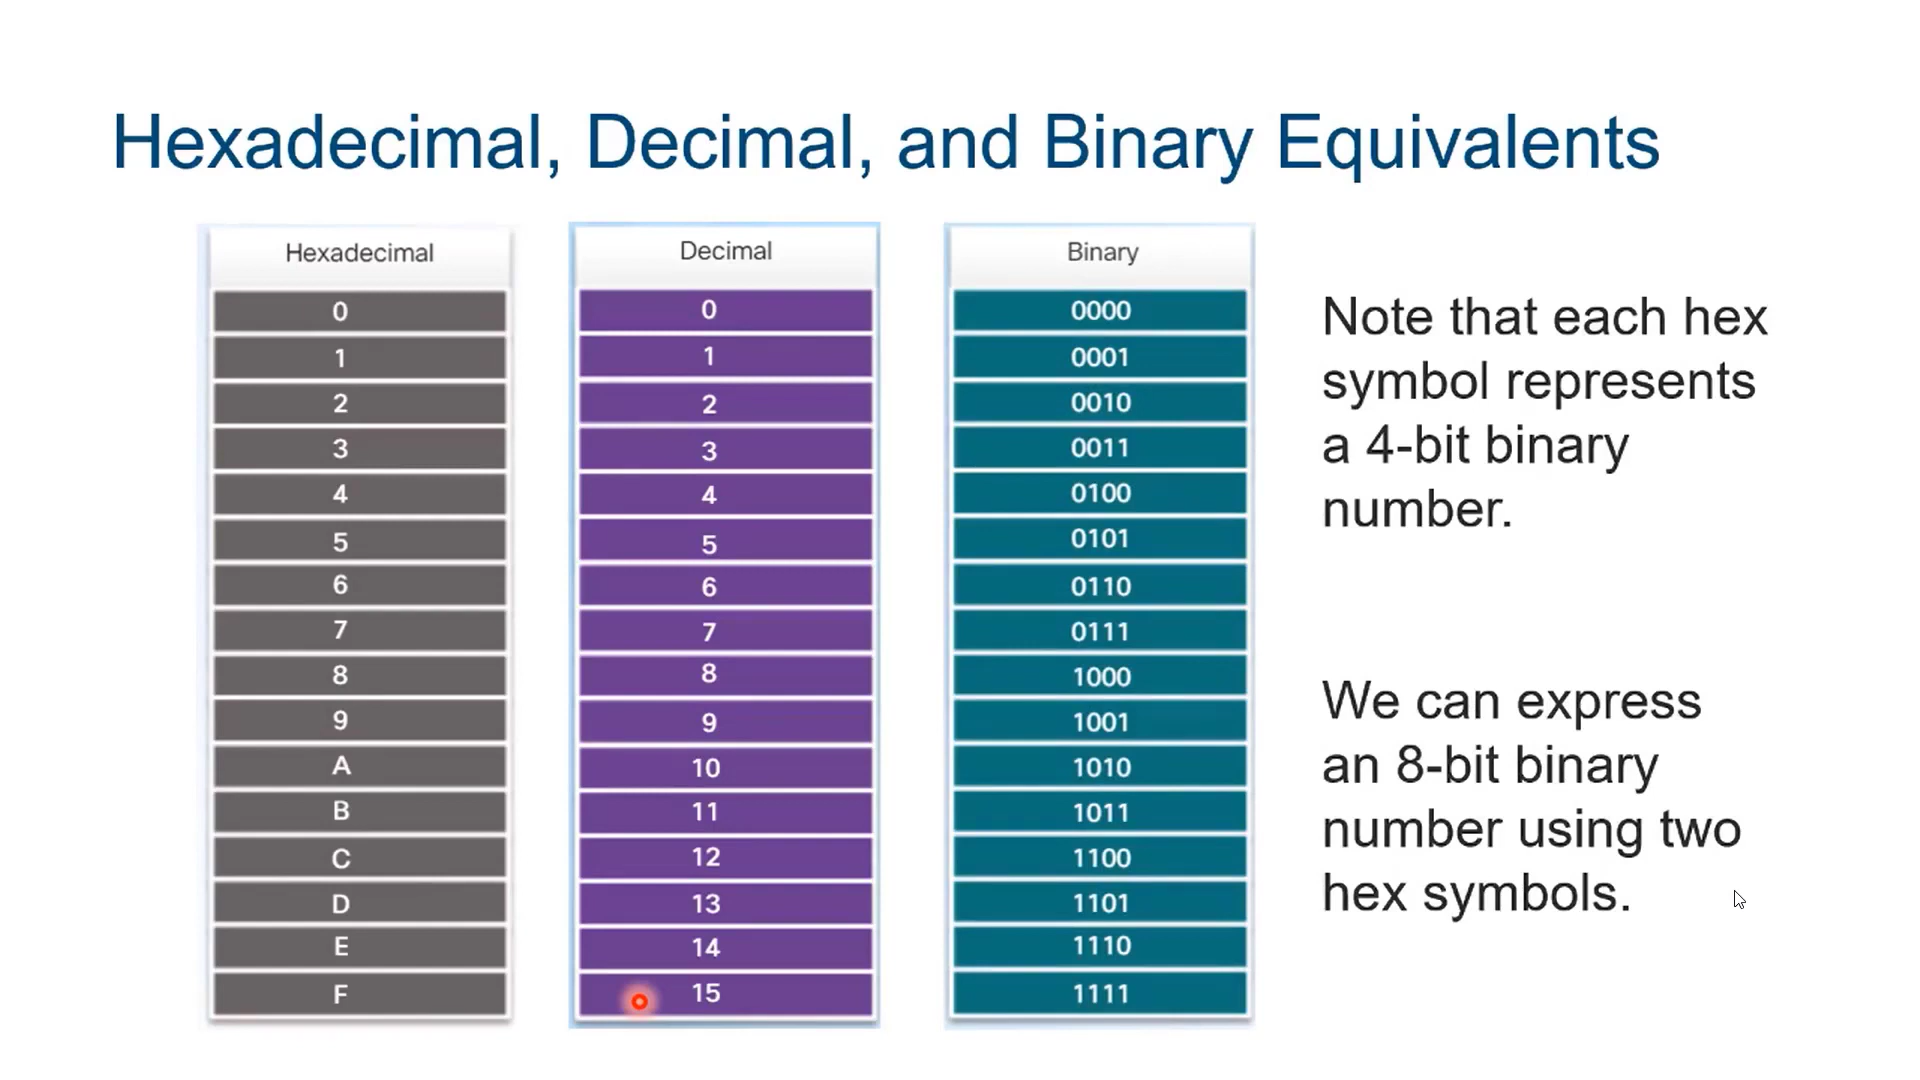 Hexadecimal, Decimal, and Binary Equivalents
Hexadecimal
0
1
2
3
4
5
6
7
8
9
A
B
C
D
E
F
Decimal
0
1
2
3
4
5
6
7
8
9
10
11
12
13
14
15
Binary
0000
0001
0010
0011
0100
0101
0110
0111
1000
1001
1010
1011
1100
1101
1110
1111
Note that each hex
symbol represents
a 4-bit binary
number.
We can express
an 8-bit binary
number using two
hex symbols.